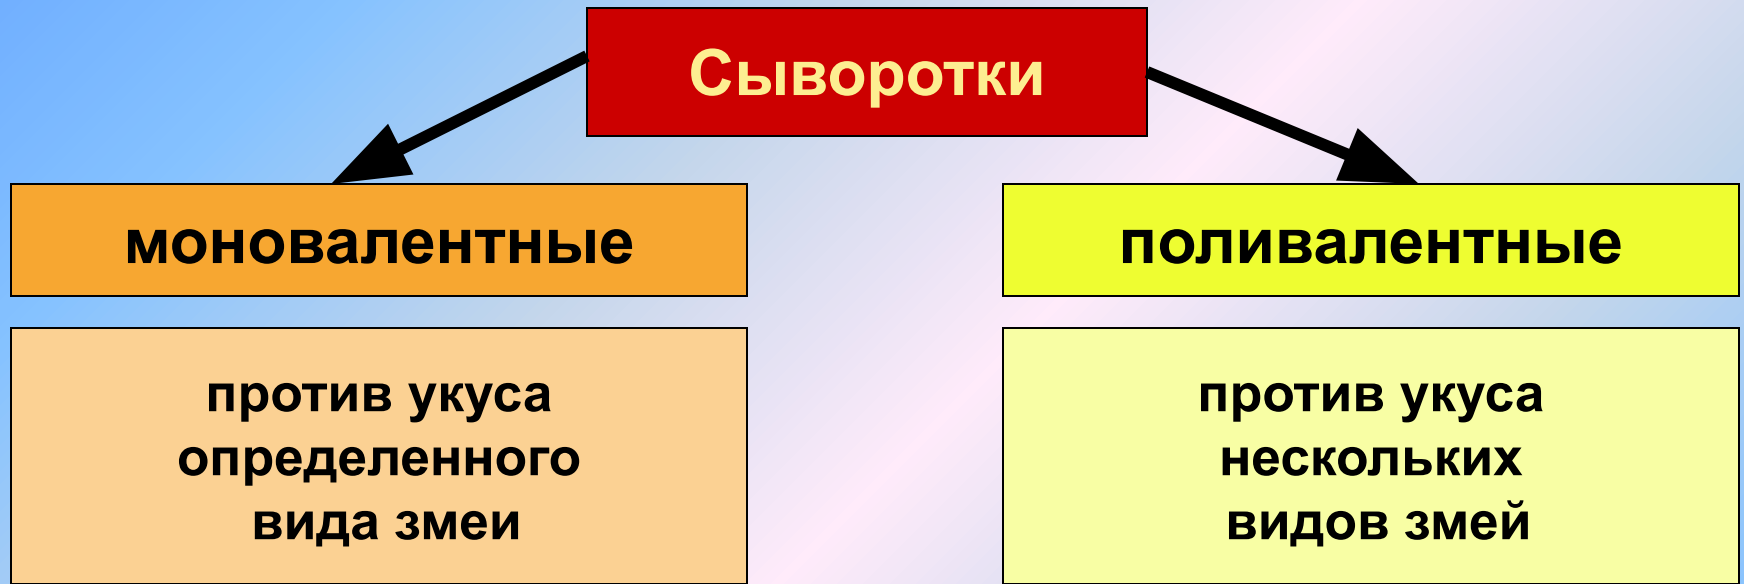 Сыворотки
моновалентные
поливалентные
против укуса
определенного
вида змеи
против укуса
нескольких
видов змей